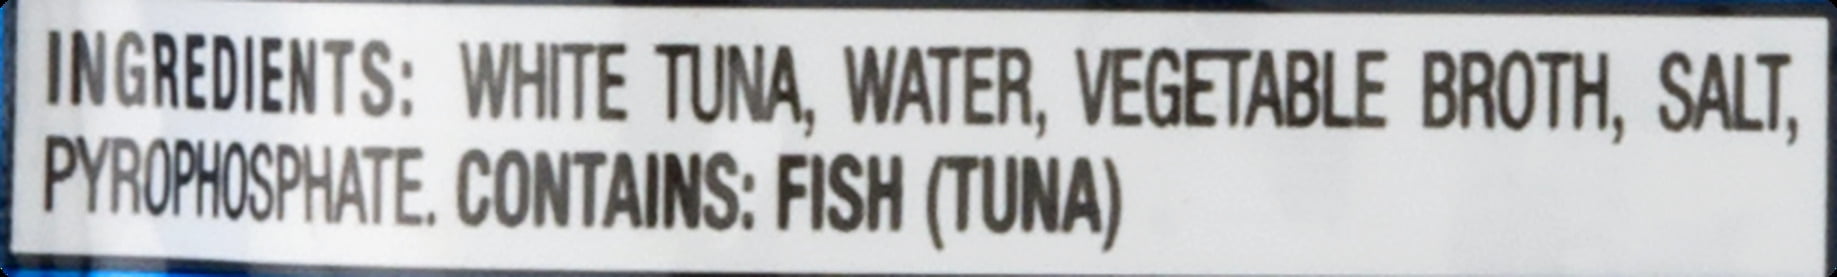 INGREDIENTS: WHITE TUNA, WATER, VEGETABLE BROTH, SALT,
PYROPHOSPHATE. CONTAINS: FISH (TUNA)